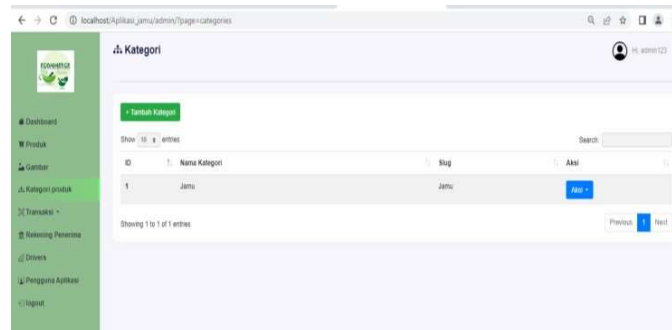 localhost/Aplikasi_jamu/admin/?page=categories
Kategori
Hi, admin123
Dashboard
Produk
Gambar
Kategori produk
Transaksi
Rekening Penerima
Drivers
Pengguna Aplikasi
logout
+ Tambah Kategori
Show 10 entries
Search:
ID Nama Kategori Slug Aksi
1 Jamu Jamu Aksi
Showing 1 to 1 of 1 entries
Previous 1 Next